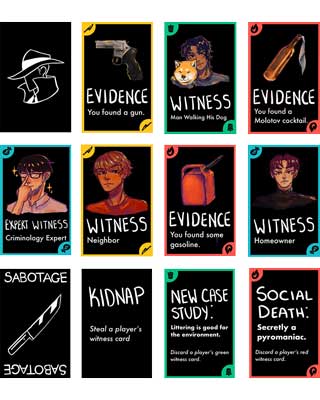 EVIDENCE
You found a gun.
WITNESS
Man Walking His Dog
EVIDENCE
You found a
Molotov cocktail.
EXPERT WITNESS
Criminology Expert
WITNESS
Neighbor
EVIDENCE
You found some
gasoline.
WITNESS
Homeowner
SABOTAGE
SABOTAGE
KIDNAP
Steal a player's
witness card
NEW CASE
STUDY:
Littering is good for
the environment.
Discard a player's green
witness card.
SOCIAL
DEATH:
Secretly a
pyromaniac.
Discard a player's red
witness card.